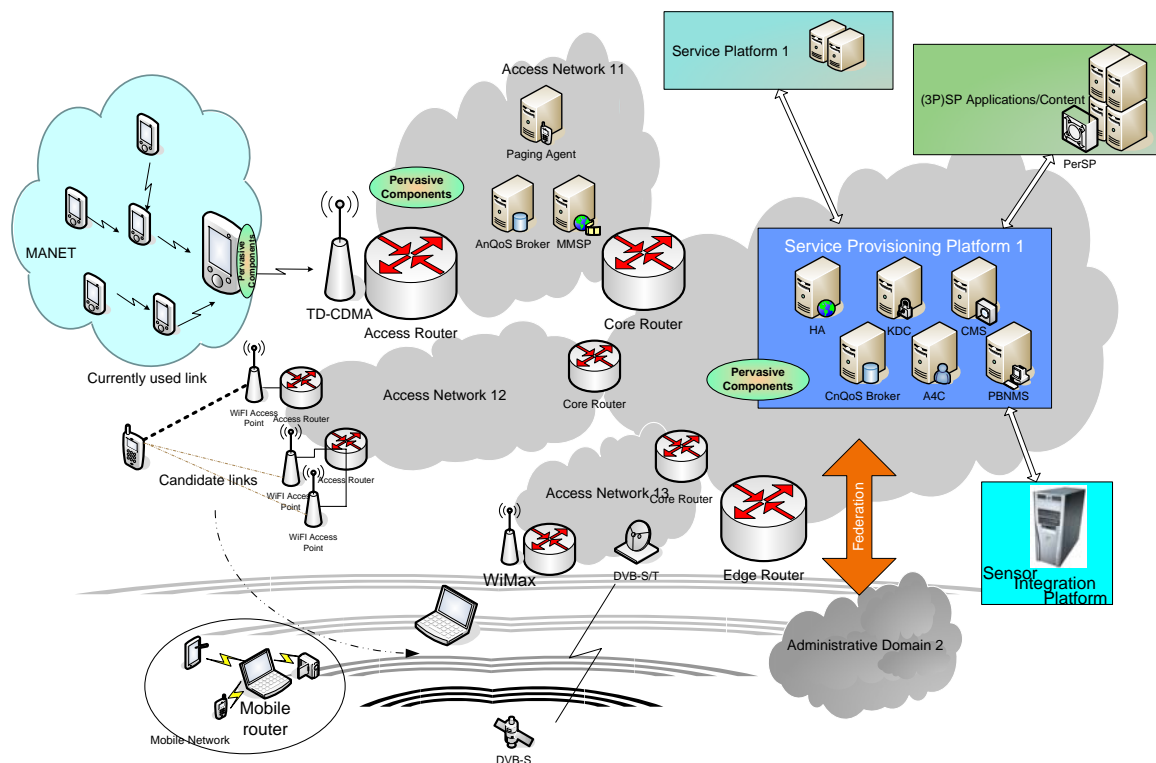 Service Platform 1
(3P)SP Applications/Content
PerSP
Access Network 11
Paging Agent
Pervasive
Components
AnQoS Broker
MMSP
MANET
Pervasive
Components
TD-CDMA
Access Router
Core Router
Service Provisioning Platform 1
HA
KDC
CMS
CnQoS Broker
A4C
PBNMS
Pervasive
Components
Currently used link
WiFI Access
Point
Access Router
Access Network 12
Core Router
Candidate links
WiFI Access
Point
Access Router
WiFI Access
Point
Access Network 13
Core Router
WiMax
DVB-S/T
Edge Router
Federation
Sensor
Integration
Platform
Administrative Domain 2
Mobile
router
Mobile Network
DVB-S